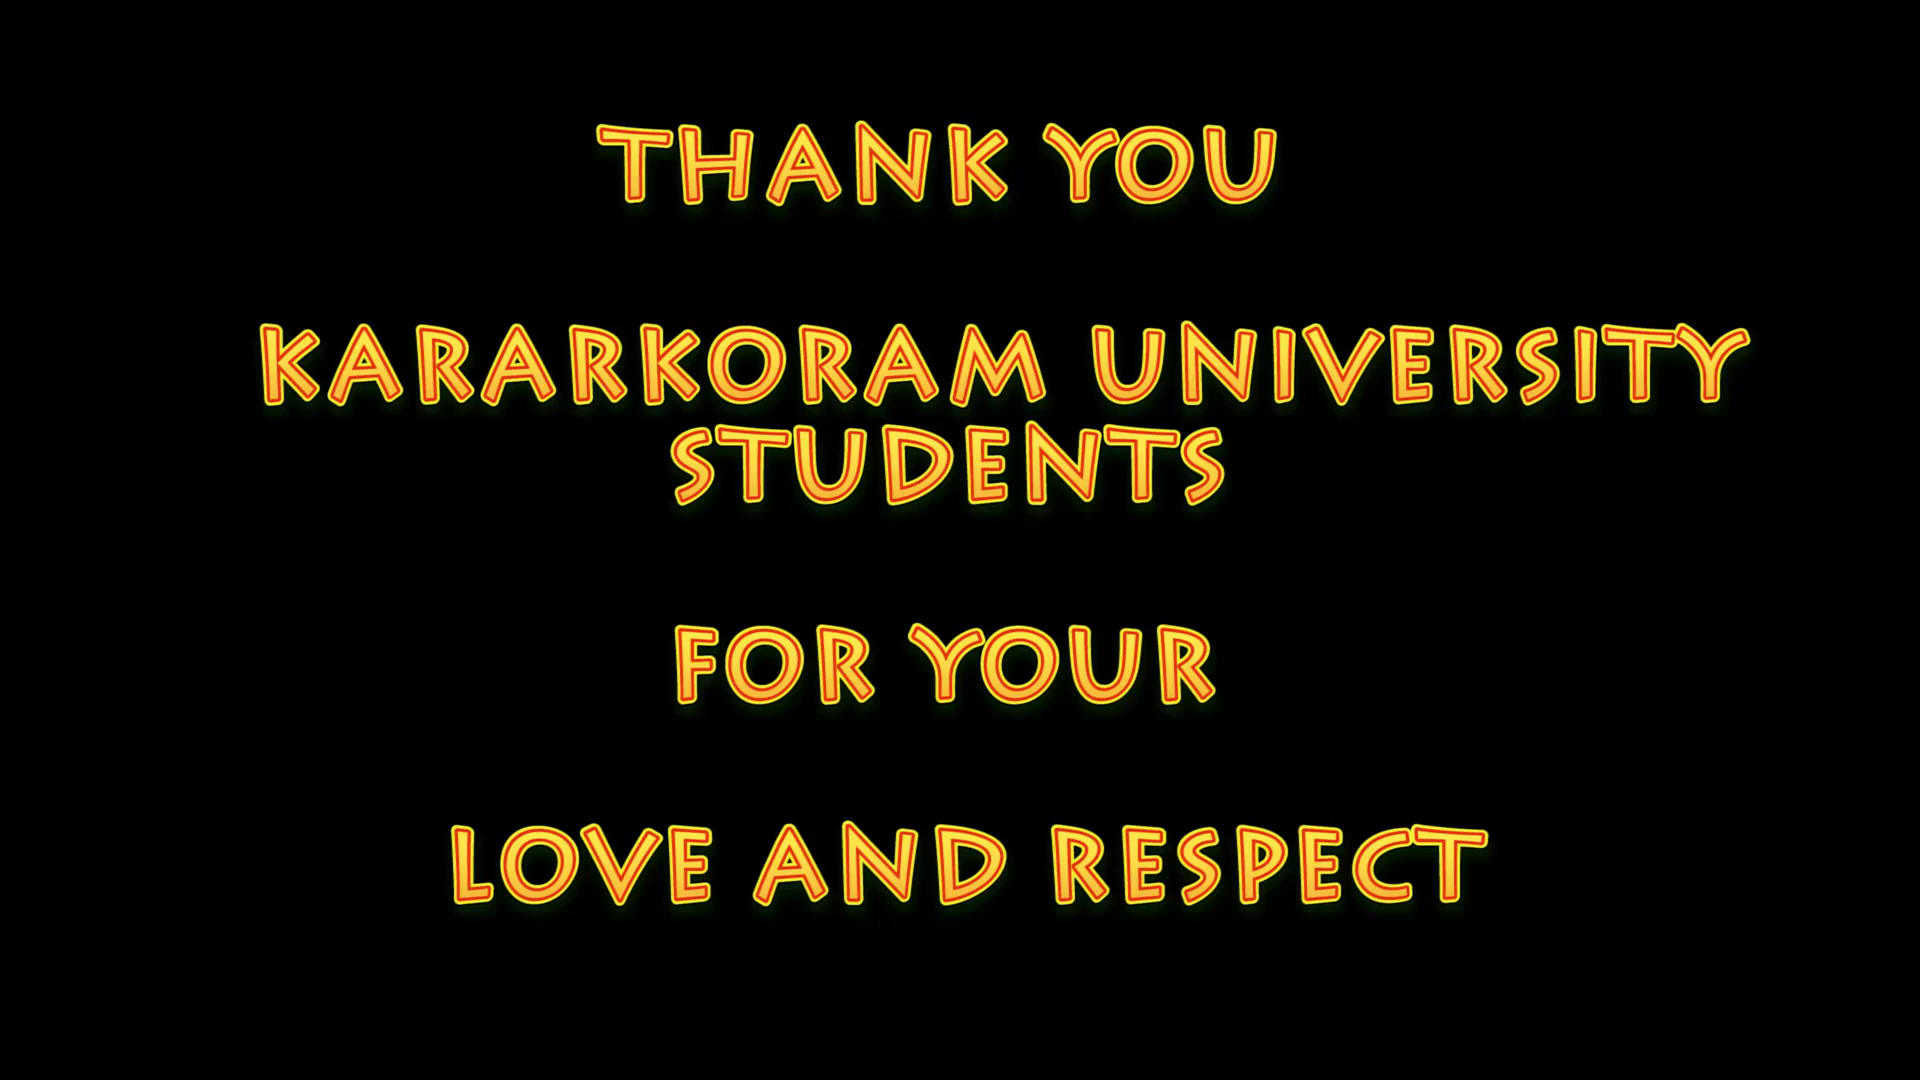 THANK YOU
KARARKORAM UNIVERSITY
STUDENTS
FOR YOUR
LOVE AND RESPECT